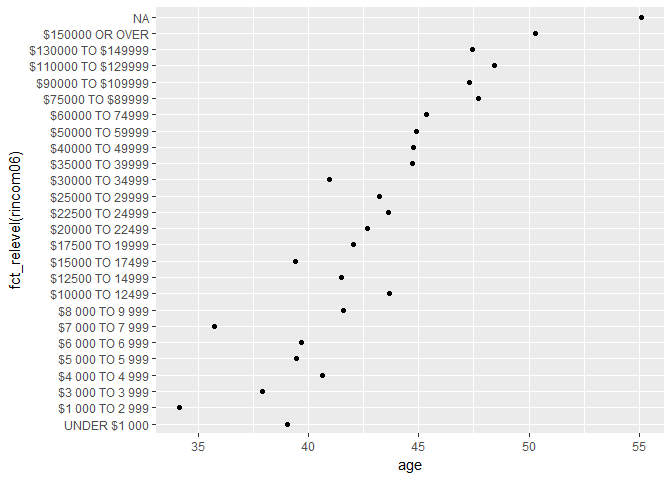 NA
$150000 OR OVER
$130000 TO $149999
$110000 TO $129999
$90000 TO $109999
$75000 TO $89999
$60000 TO 74999
$50000 TO 59999
$40000 TO 49999
$35000 TO 39999
$30000 TO 34999
$25000 TO 29999
$22500 TO 24999
$20000 TO 22499
$17500 TO 19999
$15000 TO 17499
$12500 TO 14999
$10000 TO 12499
$8 000 TO 9 999
$7 000 TO 7 999
$6 000 TO 6 999
$5 000 TO 5 999
$4 000 TO 4 999
$3 000 TO 3 999
$1 000 TO 2 999
UNDER $1 000
fct_relevel(rincom06)
35 40 45 50 55
age